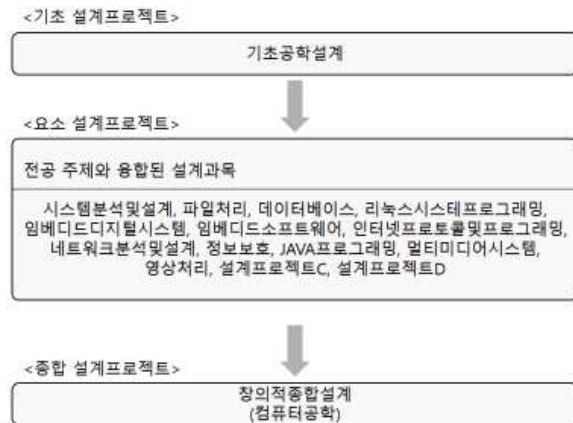 <기초 설계프로젝트>
기초공학설계
<요소 설계프로젝트>
전공 주제와 융합된 설계과목
시스템분석및설계, 파일처리, 데이터베이스, 리눅스시스테프로그래밍,
임베디드디지털시스템, 임베디드소프트웨어, 인터넷프로토콜및프로그래밍,
네트워크분석및설계, 정보보호, JAVA프로그래밍, 멀티미디어시스템,
영상처리, 설계프로젝트C, 설계프로젝트D
<종합 설계프로젝트>
창의적종합설계
(컴퓨터공학)